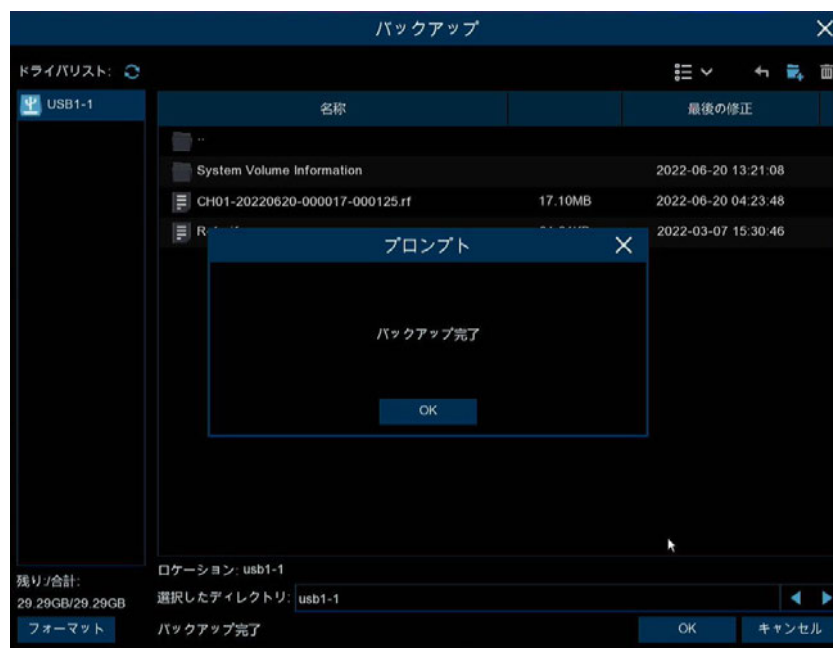 バックアップ
ドライバリスト:
USB1-1
名称
最後の修正
..
System Volume Information
2022-06-20 13:21:08
CH01-20220620-000017-000125.rf
17.10MB
2022-06-20 04:23:48
2022-03-07 15:30:46
プロンプト
バックアップ完了
OK
残り/合計:
29.29GB/29.29GB
ロケーション: usb1-1
選択したディレクトリ: usb1-1
フォーマット
バックアップ完了
OK
キャンセル